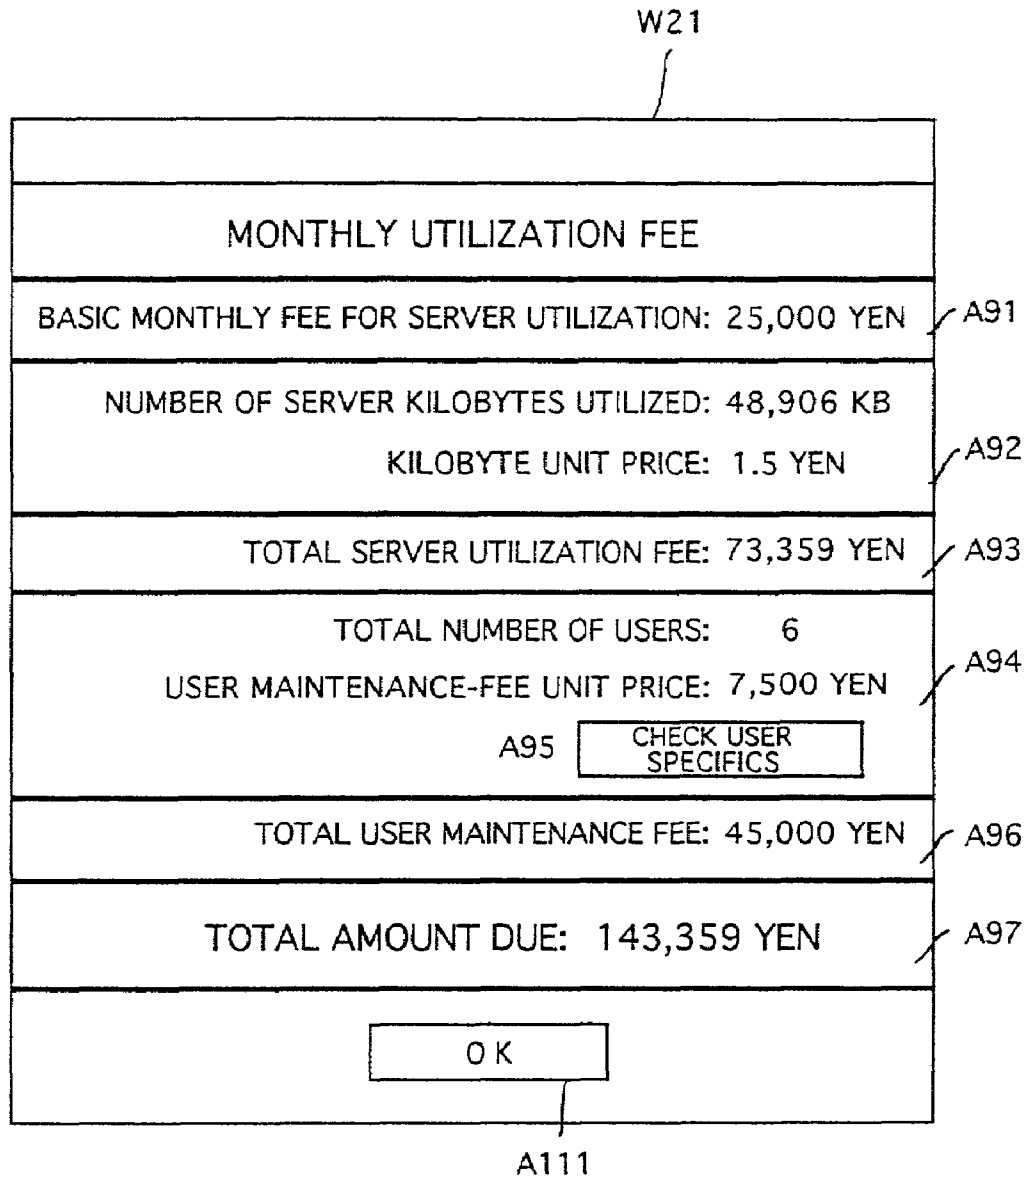 W21
MONTHLY UTILIZATION FEE
BASIC MONTHLY FEE FOR SERVER UTILIZATION: 25,000 YEN
A91
NUMBER OF SERVER KILOBYTES UTILIZED: 48,906 KB
KILOBYTE UNIT PRICE: 1.5 YEN
A92
TOTAL SERVER UTILIZATION FEE: 73,359 YEN
A93
TOTAL NUMBER OF USERS: 6
A94
USER MAINTENANCE-FEE UNIT PRICE: 7,500 YEN
A95
CHECK USER
SPECIFICS
TOTAL USER MAINTENANCE FEE: 45,000 YEN
A96
TOTAL AMOUNT DUE: 143,359 YEN
A97
OK
A111